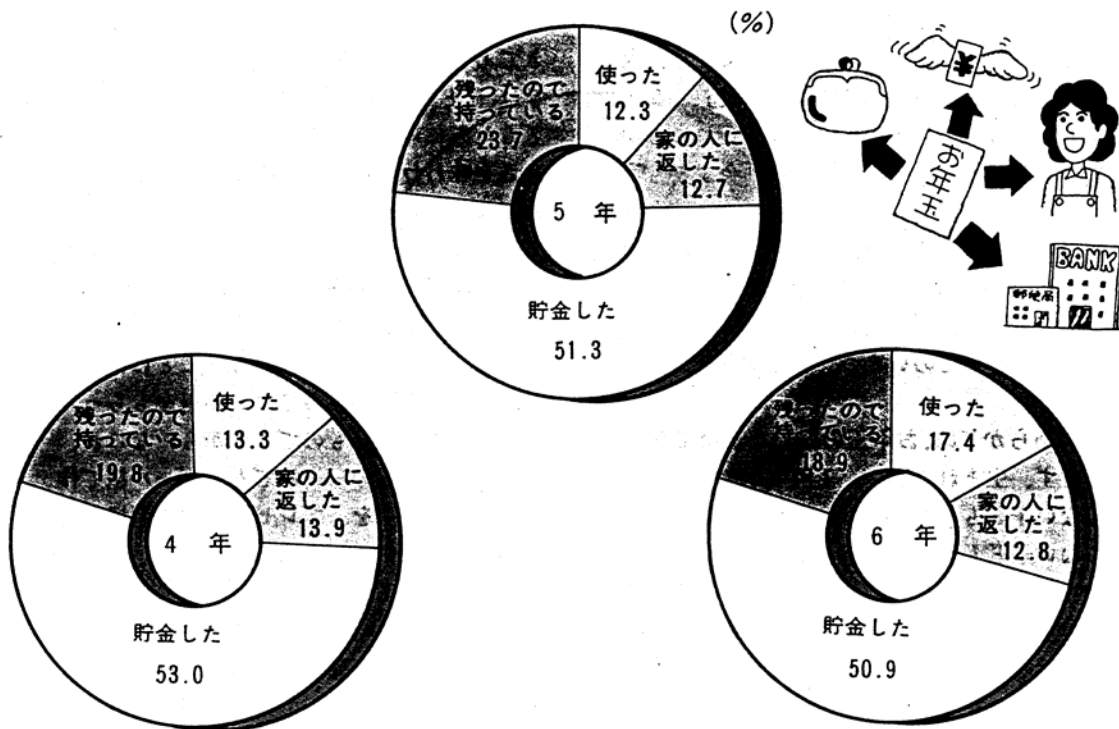 (%)
使った
12.3
家の人に
返した
12.7
貯金した
51.3
残ったので
持っている
23.7
5 年
¥
お年玉
BANK
郵便局
使った
13.3
家の人に
返した
13.9
貯金した
53.0
残ったので
持っている
19.8
4 年
使った
17.4
家の人に
返した
12.8
貯金した
50.9
残ったので
持っている
18.9
6 年